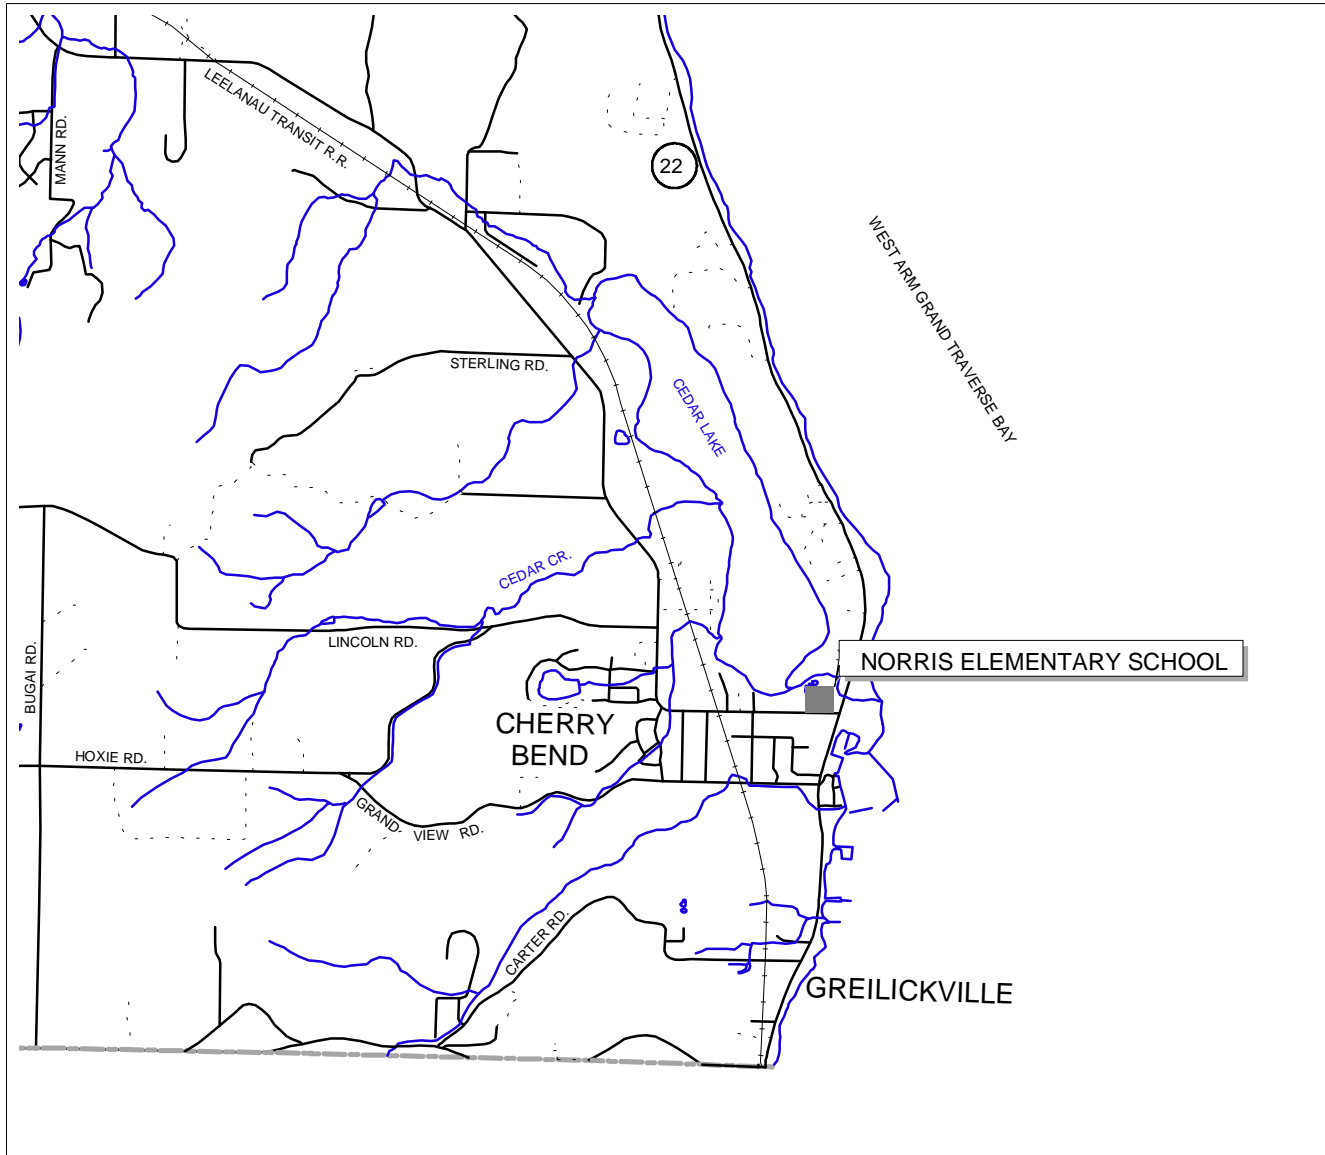 LEELANAU TRANSIT R.R.
MANN RD.
22
WEST ARM GRAND TRAVERSE BAY
STERLING RD.
CEDAR LAKE
CEDAR CR.
LINCOLN RD.
BUGAI RD.
NORRIS ELEMENTARY SCHOOL
CHERRY
BEND
HOXIE RD.
GRAND-
VIEW RD.
CARTER RD.
GREILICKVILLE